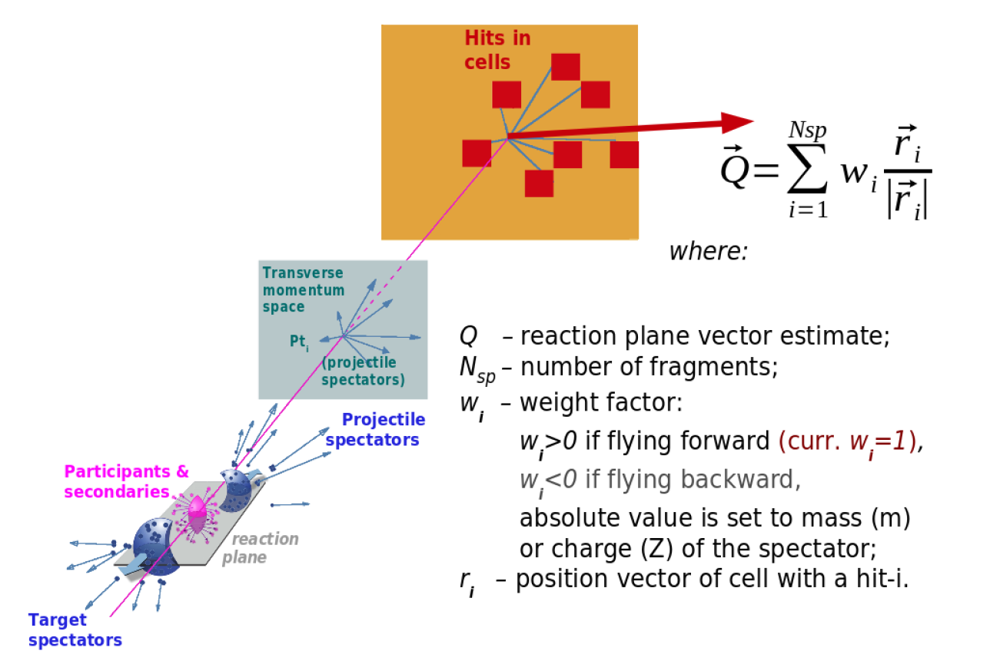 Hits in
cells
Q⃗ = ∑_{i=1}^{Nsp} w_i r⃗_i / |r⃗_i|
where:
Transverse
momentum
space
Pt_i
(projectile
spectators)
Q – reaction plane vector estimate;
N_sp – number of fragments;
w_i – weight factor:
w_i>0 if flying forward (curr. w_i=1),
w_i<0 if flying backward,
absolute value is set to mass (m)
or charge (Z) of the spectator;
r_i – position vector of cell with a hit-i.
Projectile
spectators
Participants &
secondaries
reaction
plane
Target
spectators